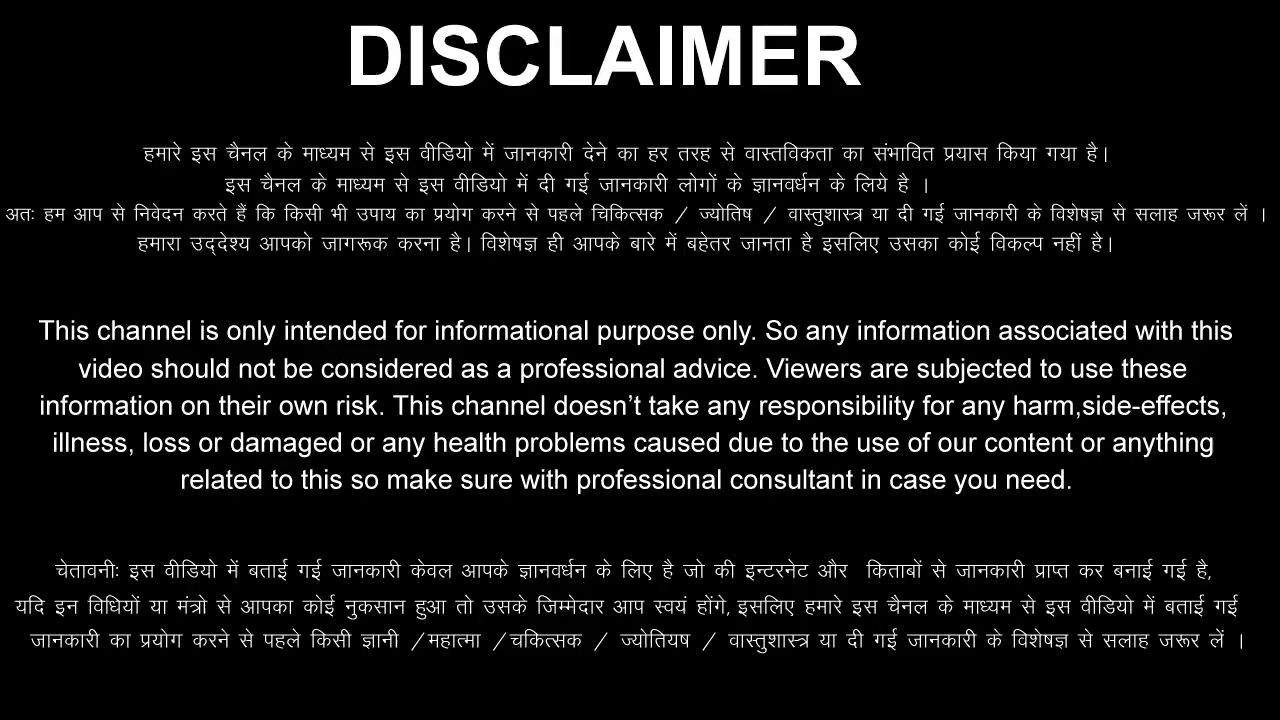 DISCLAIMER
हमारे इस चैनल के माध्यम से इस वीडियो में जानकारी देने का हर तरह से वास्तविकता का संभावित प्रयास किया गया है।
इस चैनल के माध्यम से इस वीडियो में दी गई जानकारी लोगों के ज्ञानवर्धन के लिये है ।
अतः हम आप से निवेदन करते हैं कि किसी भी उपाय का प्रयोग करने से पहले चिकित्सक / ज्योतिष / वास्तुशास्त्र या दी गई जानकारी के विशेषज्ञ से सलाह जरूर लें ।
हमारा उद्देश्य आपको जागरूक करना है। विशेषज्ञ ही आपके बारे में बहेतर जानता है इसलिए उसका कोई विकल्प नहीं है।
This channel is only intended for informational purpose only. So any information associated with this
video should not be considered as a professional advice. Viewers are subjected to use these
information on their own risk. This channel doesn’t take any responsibility for any harm,side-effects,
illness, loss or damaged or any health problems caused due to the use of our content or anything
related to this so make sure with professional consultant in case you need.
चेतावनीः इस वीडियो में बताई गई जानकारी केवल आपके ज्ञानवर्धन के लिए है जो की इन्टरनेट और किताबों से जानकारी प्राप्त कर बनाई गई है,
यदि इन विधियों या मंत्रो से आपका कोई नुकसान हुआ तो उसके जिम्मेदार आप स्वयं होंगे, इसलिए हमारे इस चैनल के माध्यम से इस वीडियो में बताई गई
जानकारी का प्रयोग करने से पहले किसी ज्ञानी /महात्मा /चकित्सक / ज्योतियष / वास्तुशास्त्र या दी गई जानकारी के विशेषज्ञ से सलाह जरूर लें ।